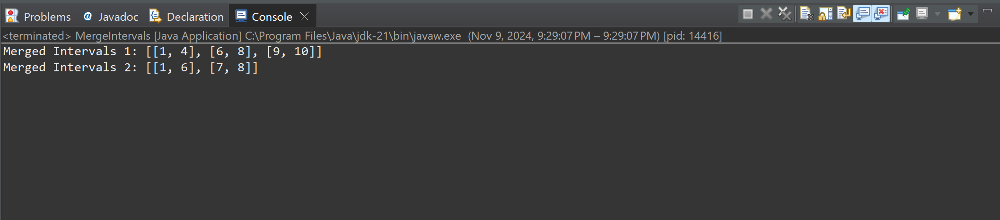 Problems @ Javadoc Declaration Console
<terminated> MergeIntervals [Java Application] C:\Program Files\Java\jdk-21\bin\javaw.exe (Nov 9, 2024, 9:29:07 PM – 9:29:07 PM) [pid: 14416]
Merged Intervals 1: [[1, 4], [6, 8], [9, 10]]
Merged Intervals 2: [[1, 6], [7, 8]]